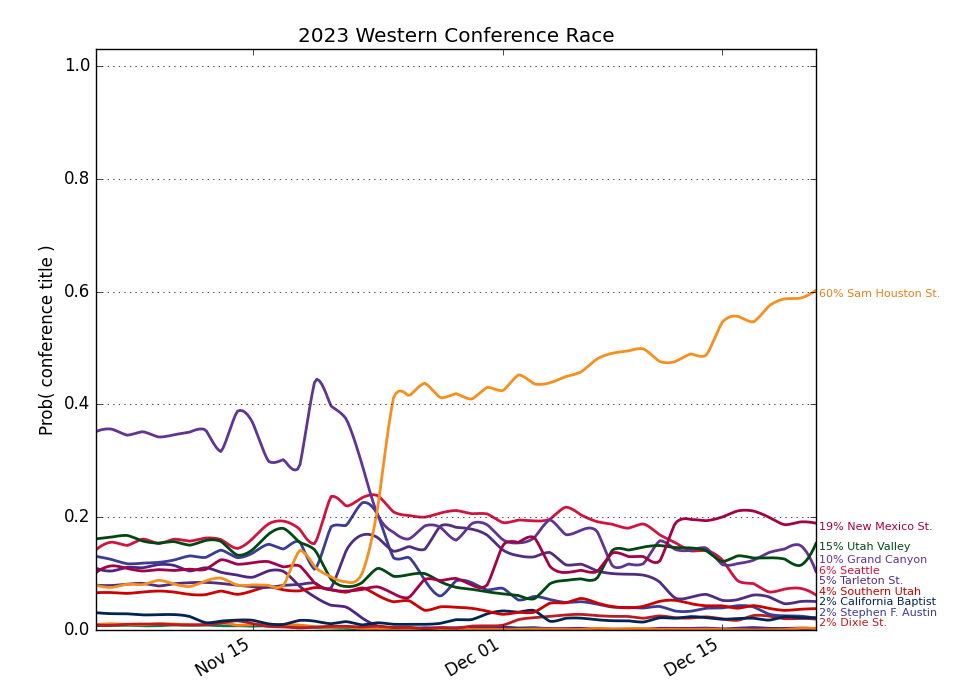 2023 Western Conference Race
Prob( conference title )
1.0
0.8
0.6
0.4
0.2
0.0
Nov 15
Dec 01
Dec 15
60% Sam Houston St.
19% New Mexico St.
15% Utah Valley
10% Grand Canyon
6% Seattle
5% Tarleton St.
4% Southern Utah
2% California Baptist
2% Stephen F. Austin
2% Dixie St.